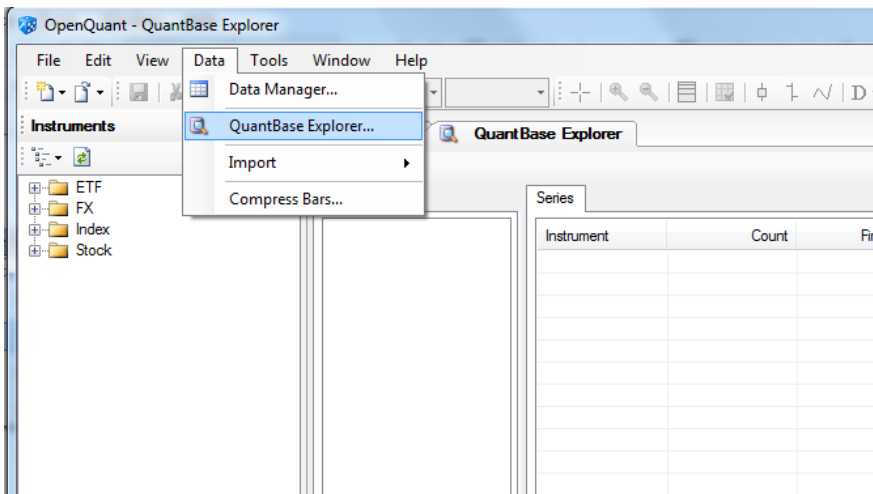 OpenQuant - QuantBase Explorer
File Edit View Data Tools Window Help
Data Manager...
D
Instruments
QuantBase Explorer...
QuantBase Explorer
Import
ETF
Compress Bars...
Series
FX
Index
Instrument Count
Stock